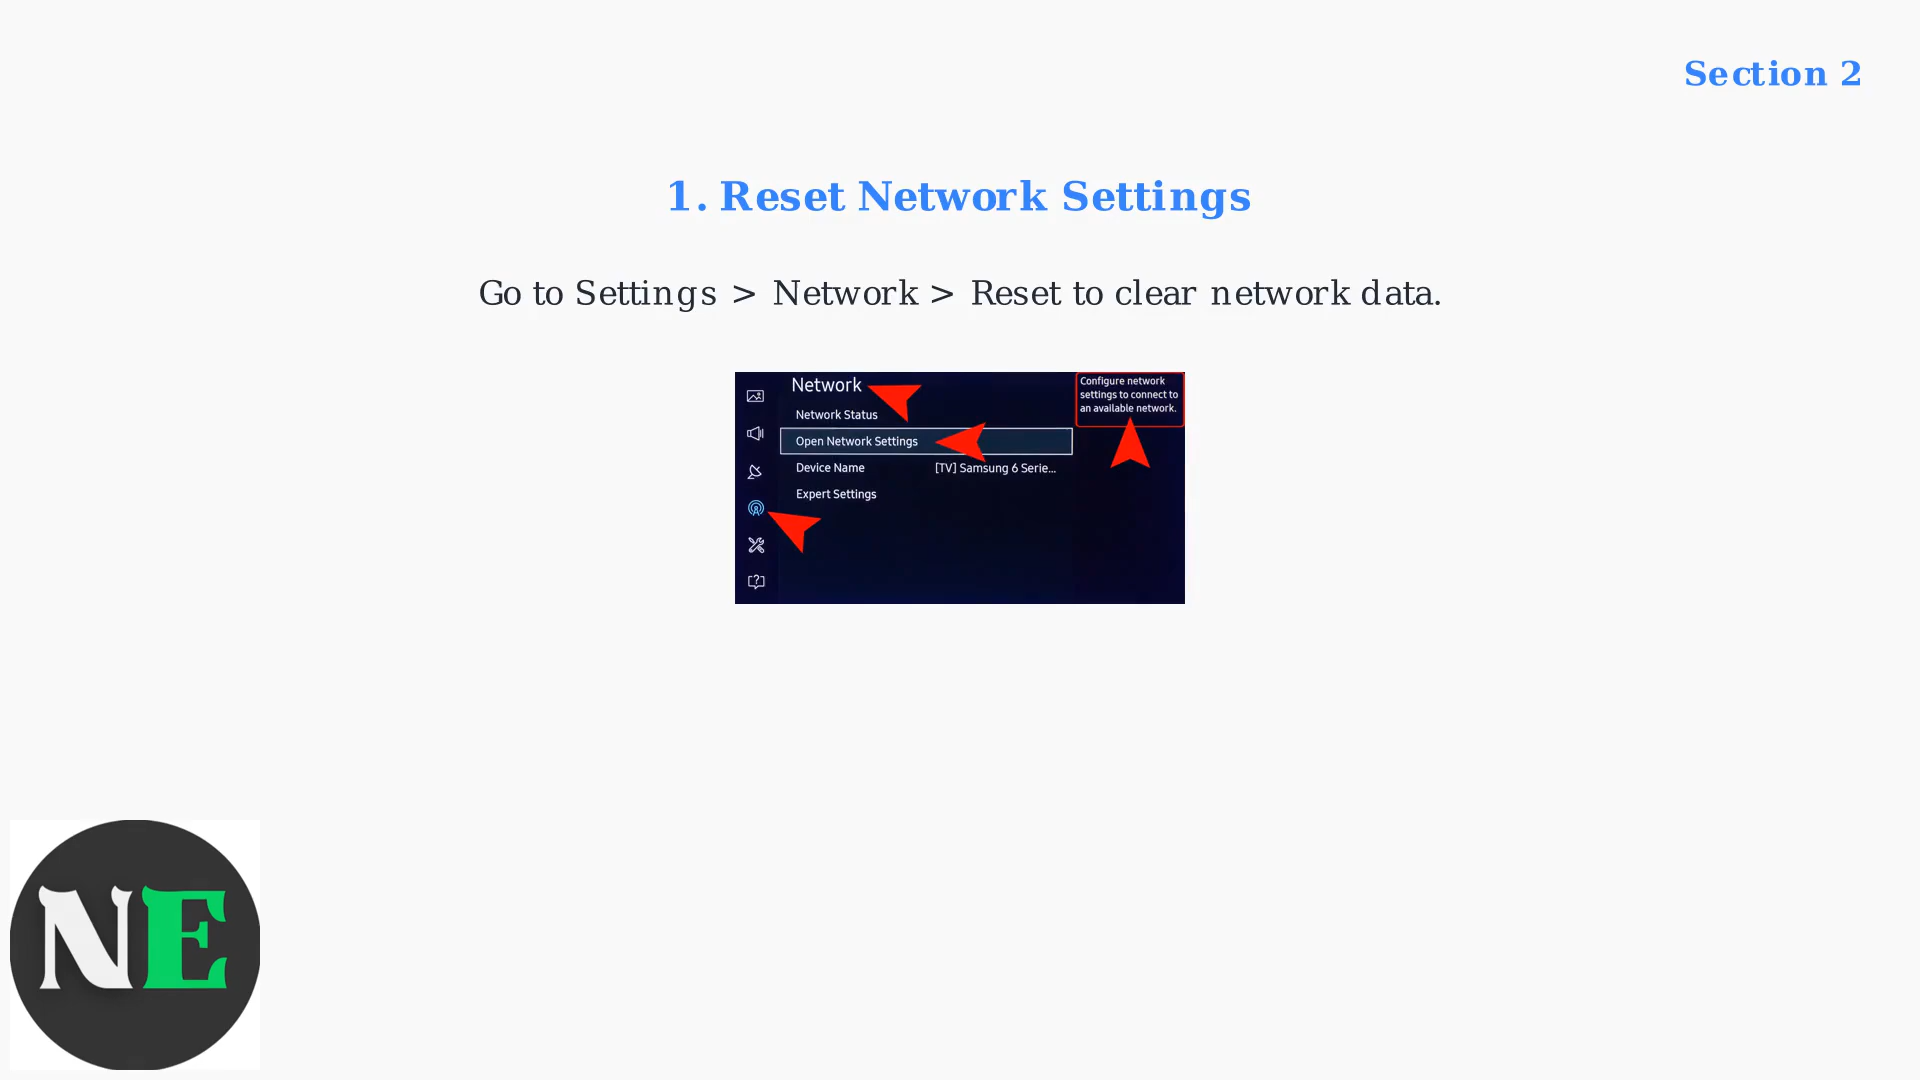 Section 2
1. Reset Network Settings
Go to Settings > Network > Reset to clear network data.
Network
Network Status
Open Network Settings
Device Name [TV] Samsung 6 Serie...
Expert Settings
Configure network
settings to connect to
an available network.
NE